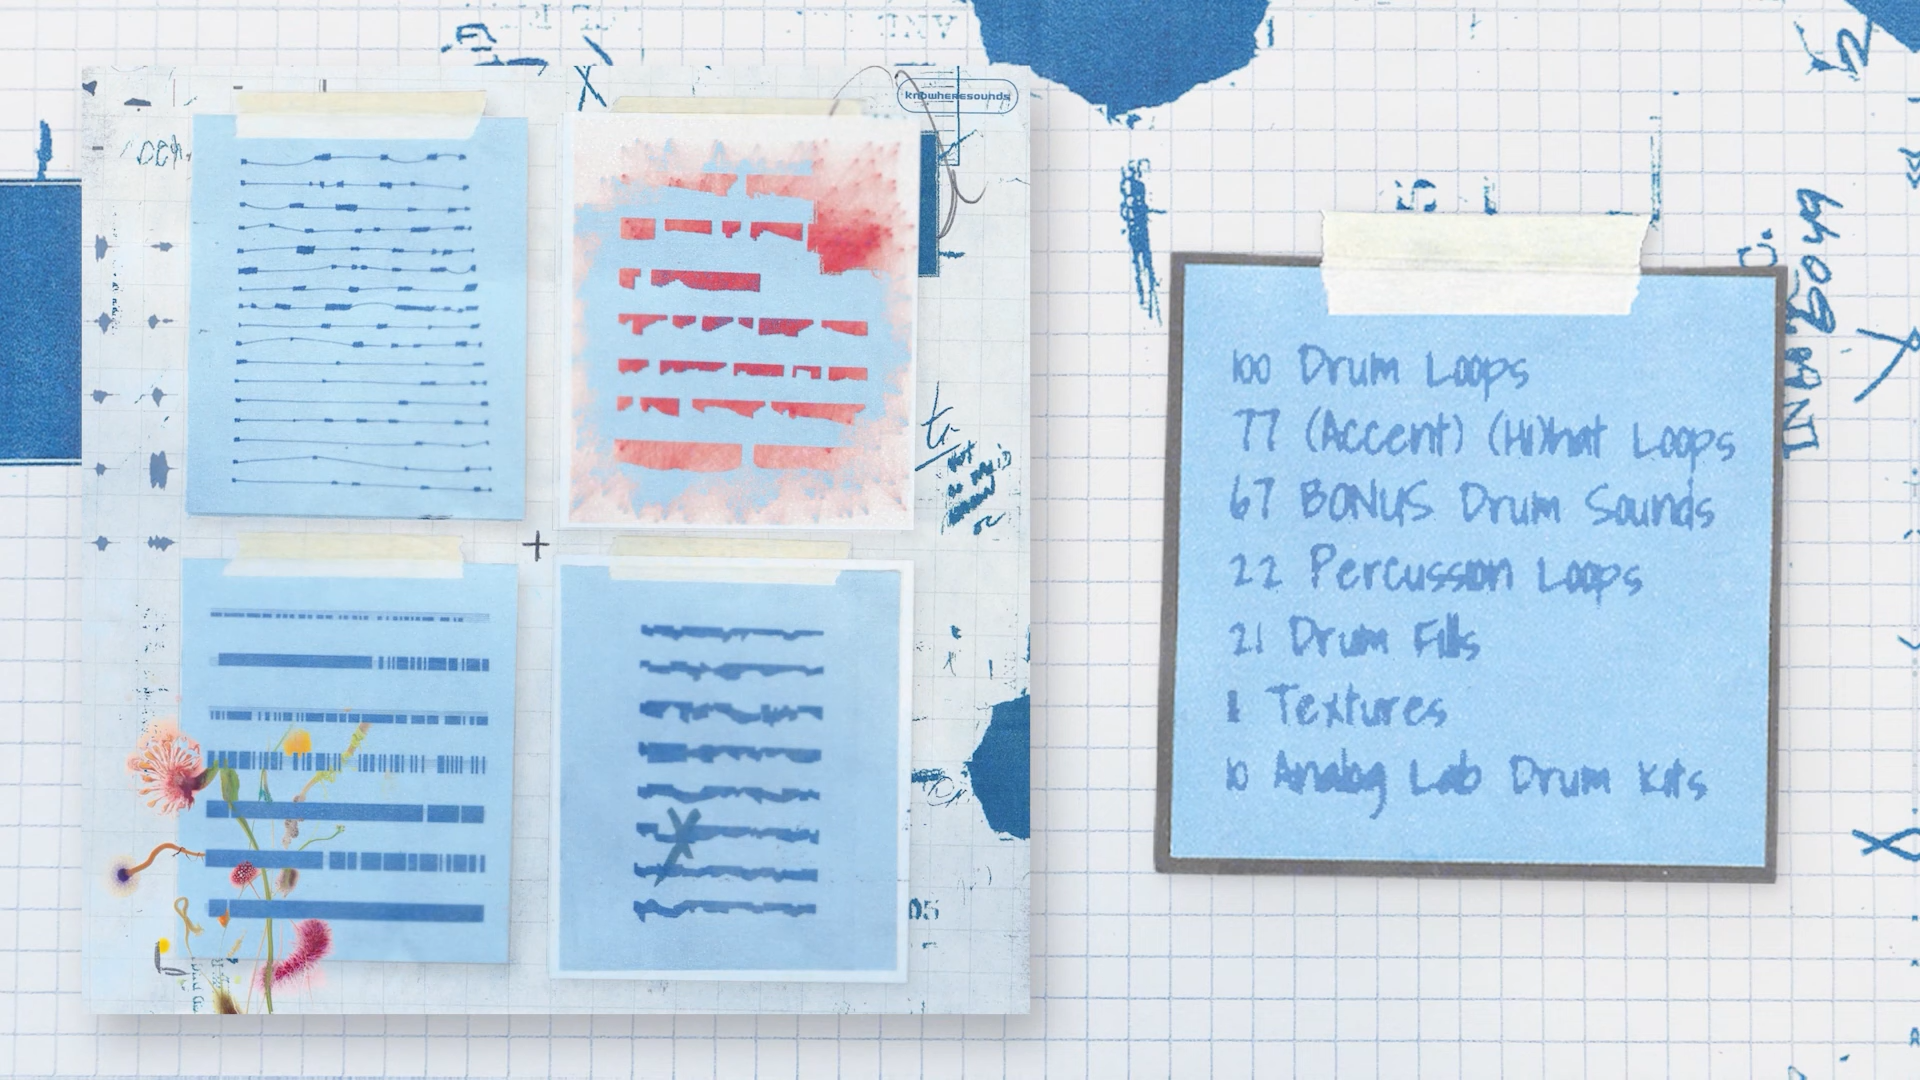 knowheresounds
100 Drum Loops
77 (Accent) (Hi)hat Loops
67 BONUS Drum Sounds
22 Percussion Loops
21 Drum Fills
8 Textures
10 Analog Lab Drum Kits
05